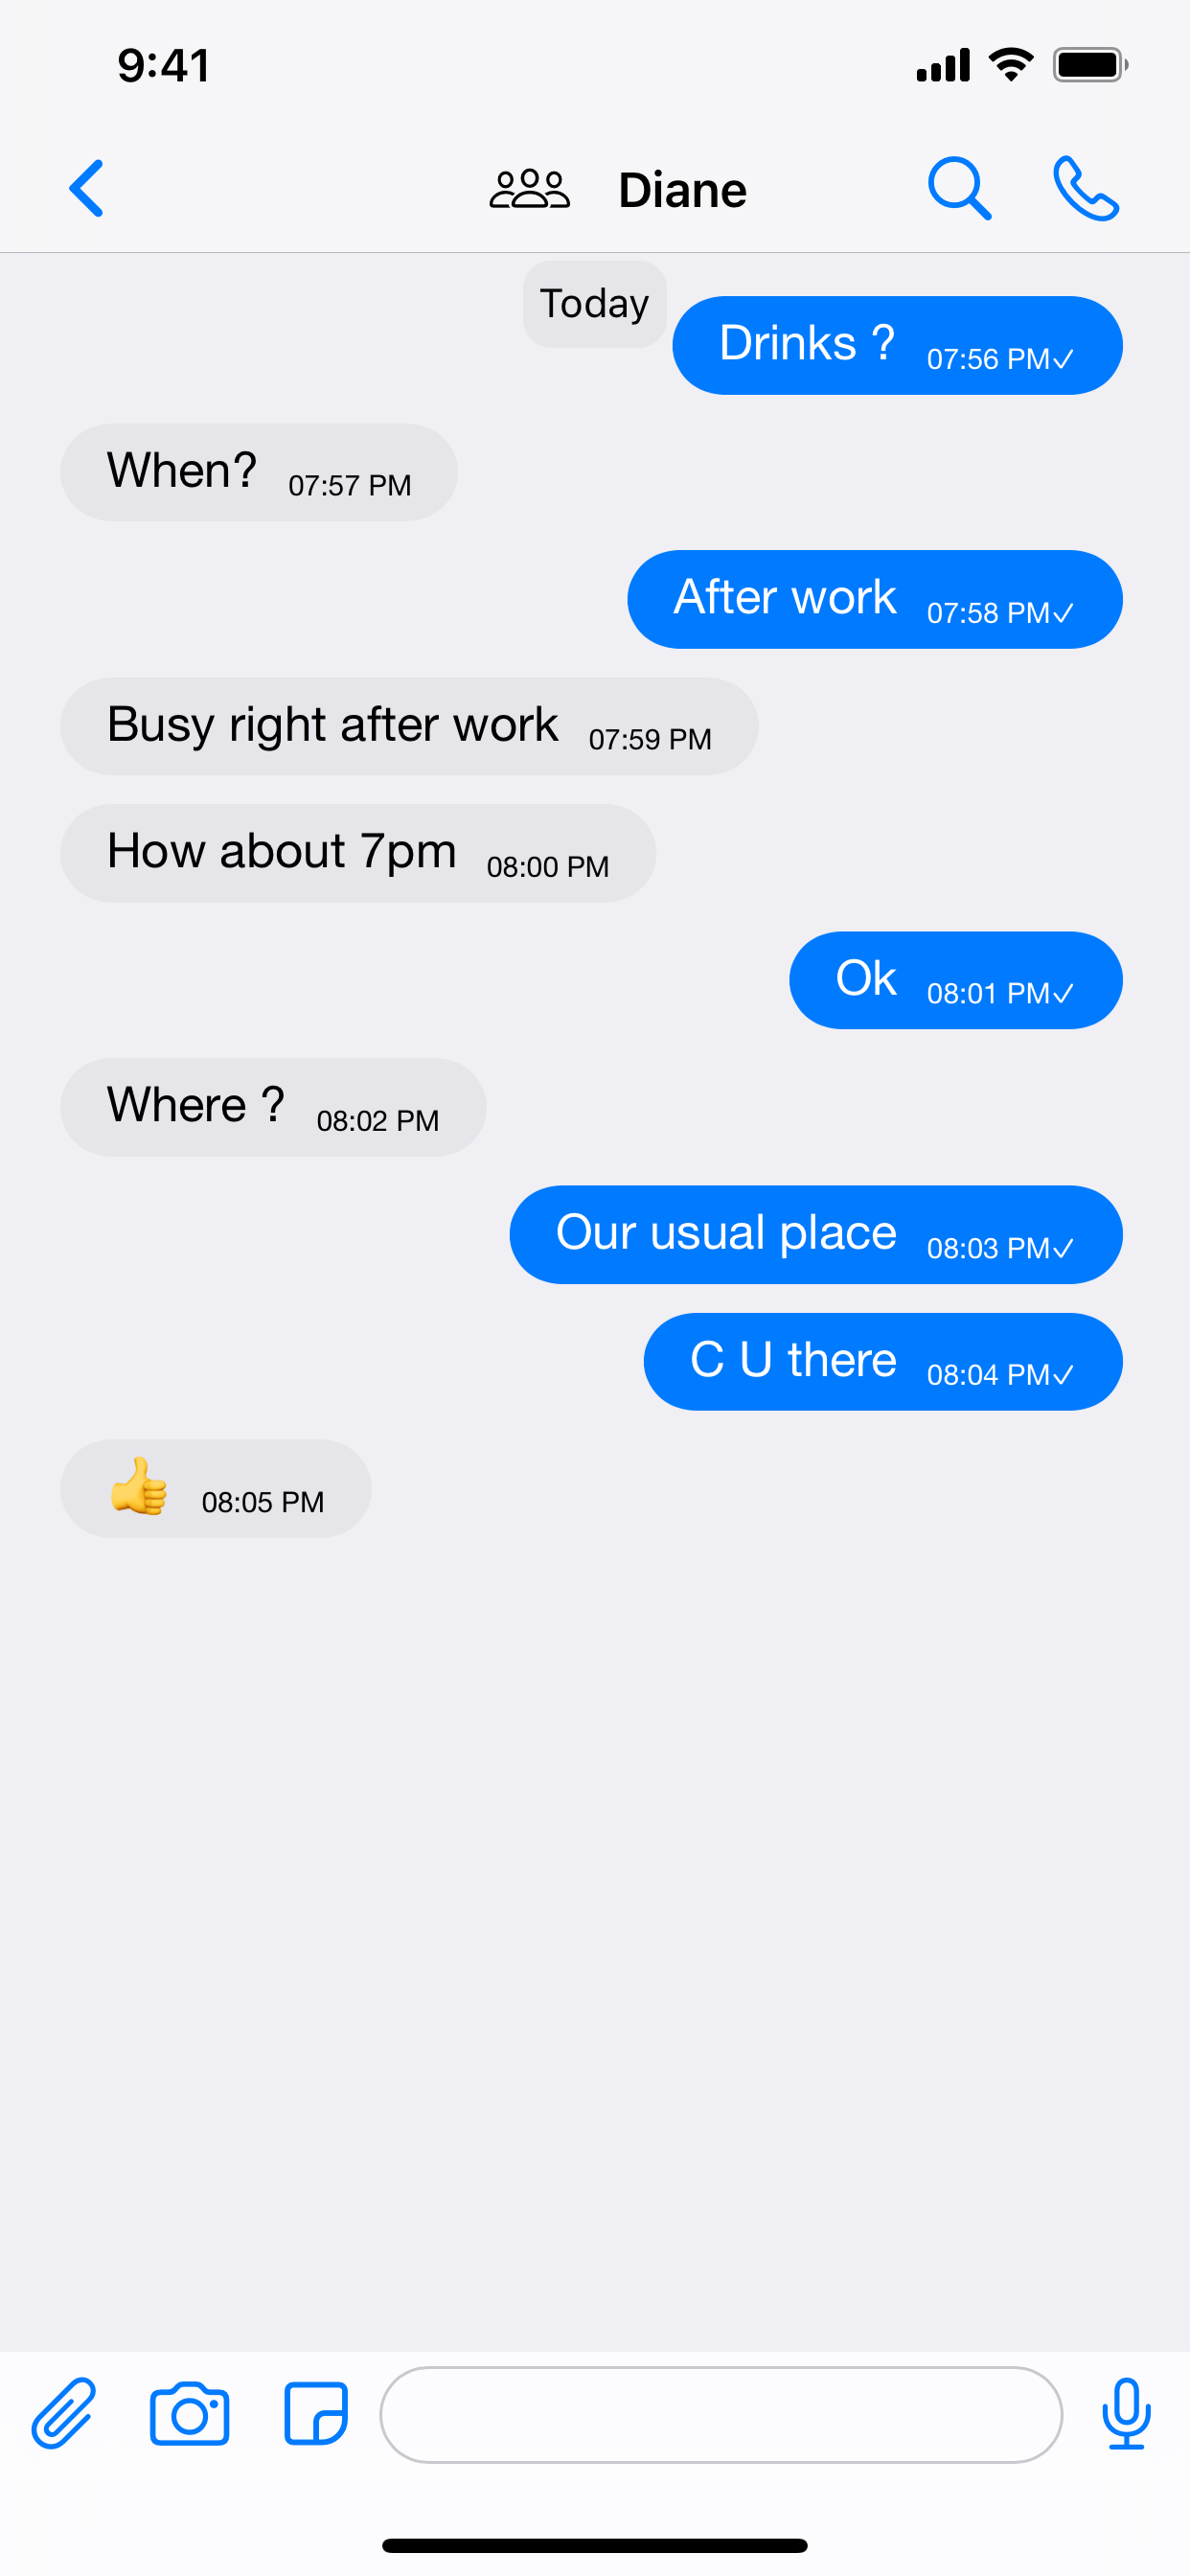 9:41
Diane
Today
Drinks ? 07:56 PM✓
When? 07:57 PM
After work 07:58 PM✓
Busy right after work 07:59 PM
How about 7pm 08:00 PM
Ok 08:01 PM✓
Where ? 08:02 PM
Our usual place 08:03 PM✓
C U there 08:04 PM✓
👍 08:05 PM